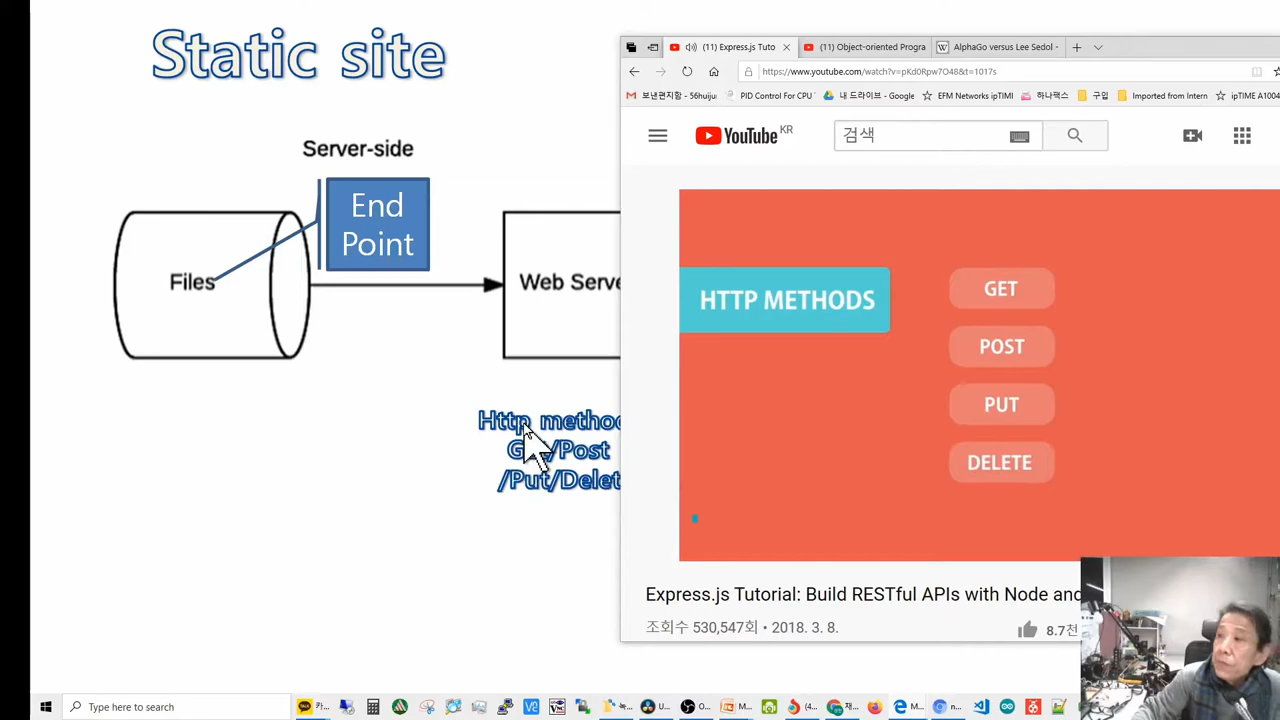 Static site
Server-side
End
Point
Files
Web Serve
Http method
Get/Post
/Put/Delet
(11) Express.js Tuto
(11) Object-oriented Progra
AlphaGo versus Lee Sedol -
https://www.youtube.com/watch?v=pKd0Rpw7O48&t=1017s
보낸편지함 - 56huijun
PID Control For CPU
내 드라이브 - Google
EFM Networks ipTIMI
하나팩스
구입
Imported from Intern
ipTIME A1004
YouTube KR
검색
HTTP METHODS
GET
POST
PUT
DELETE
Express.js Tutorial: Build RESTful APIs with Node and
조회수 530,547회 • 2018. 3. 8.
8.7천
Type here to search